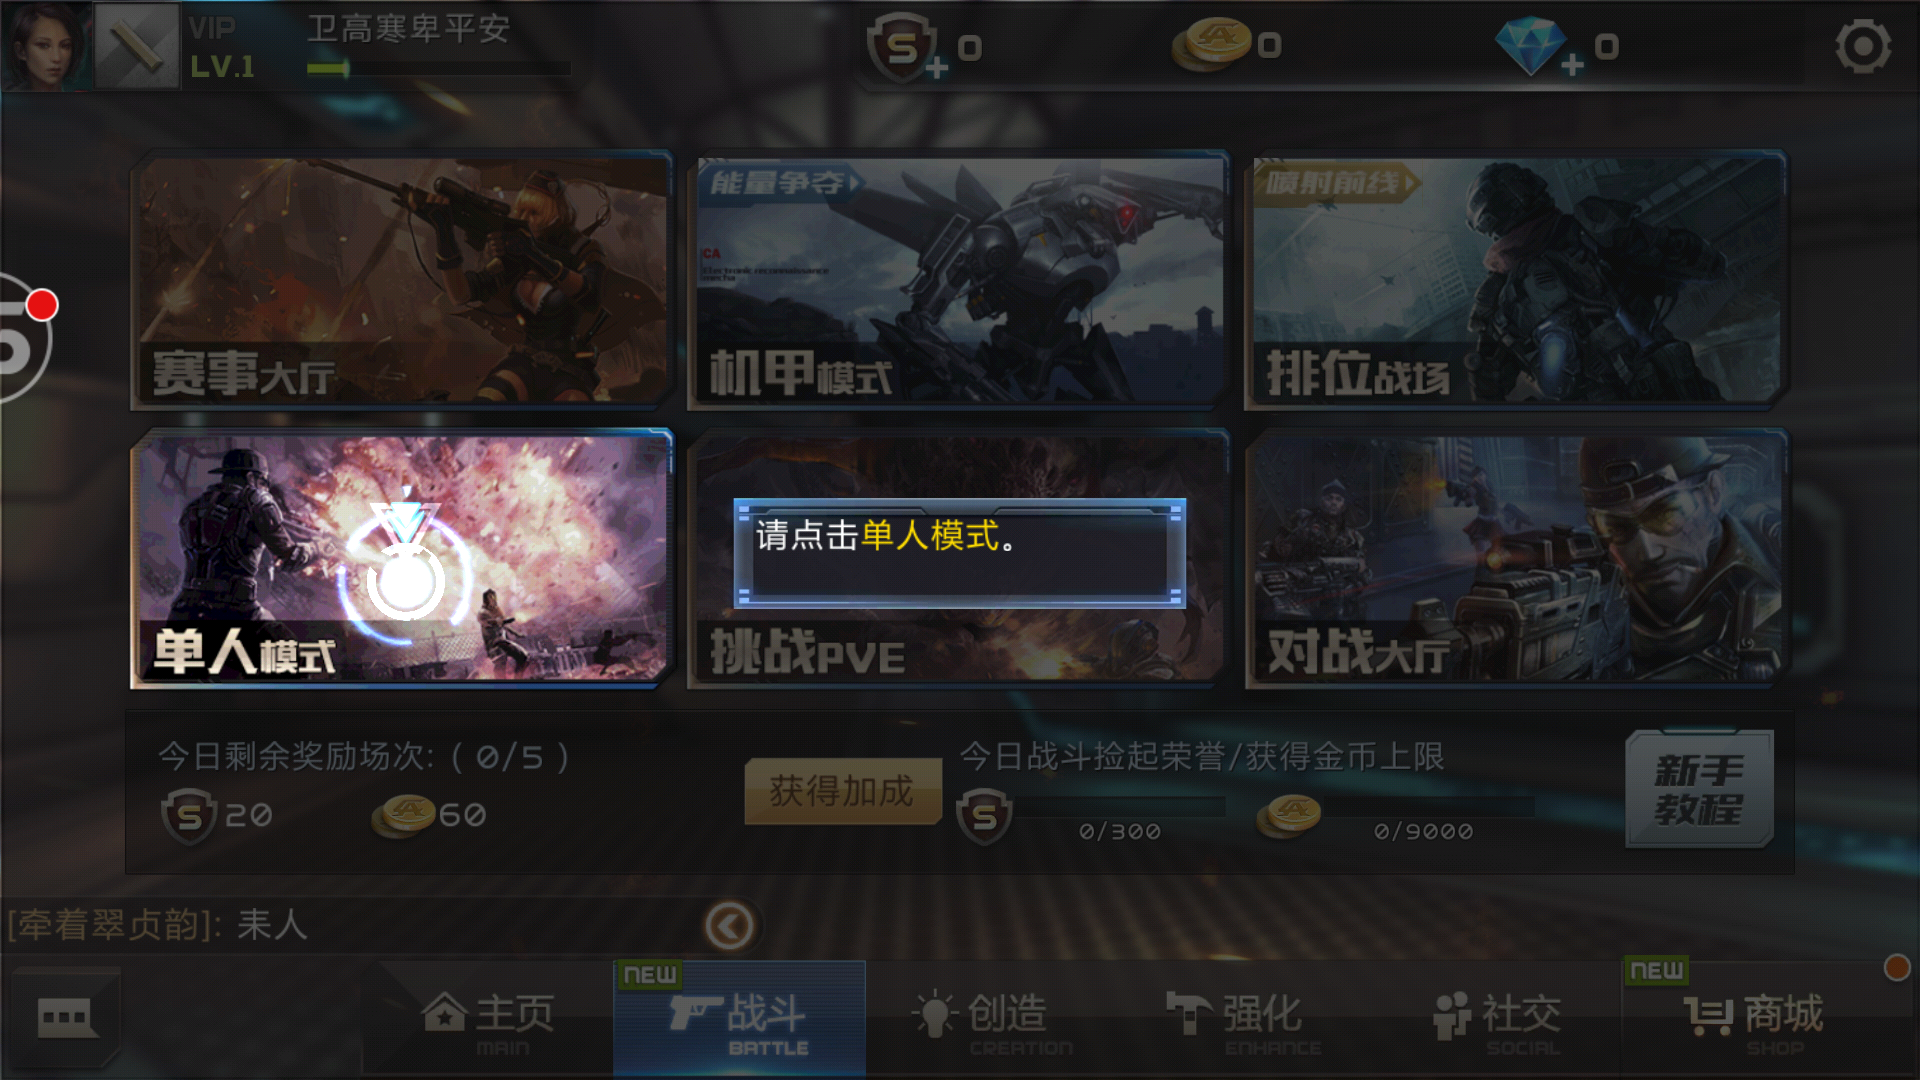 VIP
LV.1
卫高寒卑平安
0
0
0
赛事大厅
能量争夺
CA
Electronic reconnaissance
mecha
机甲模式
喷射前线
排位战场
单人模式
请点击单人模式。
挑战PVE
对战大厅
今日剩余奖励场次: ( 0/5 )
20
60
获得加成
今日战斗捡起荣誉/获得金币上限
0/300
0/9000
新手
教程
[牵着翠贞韵]: 耒人
主页
MAIN
NEW
战斗
BATTLE
创造
CREATION
强化
ENHANCE
社交
SOCIAL
NEW
商城
SHOP